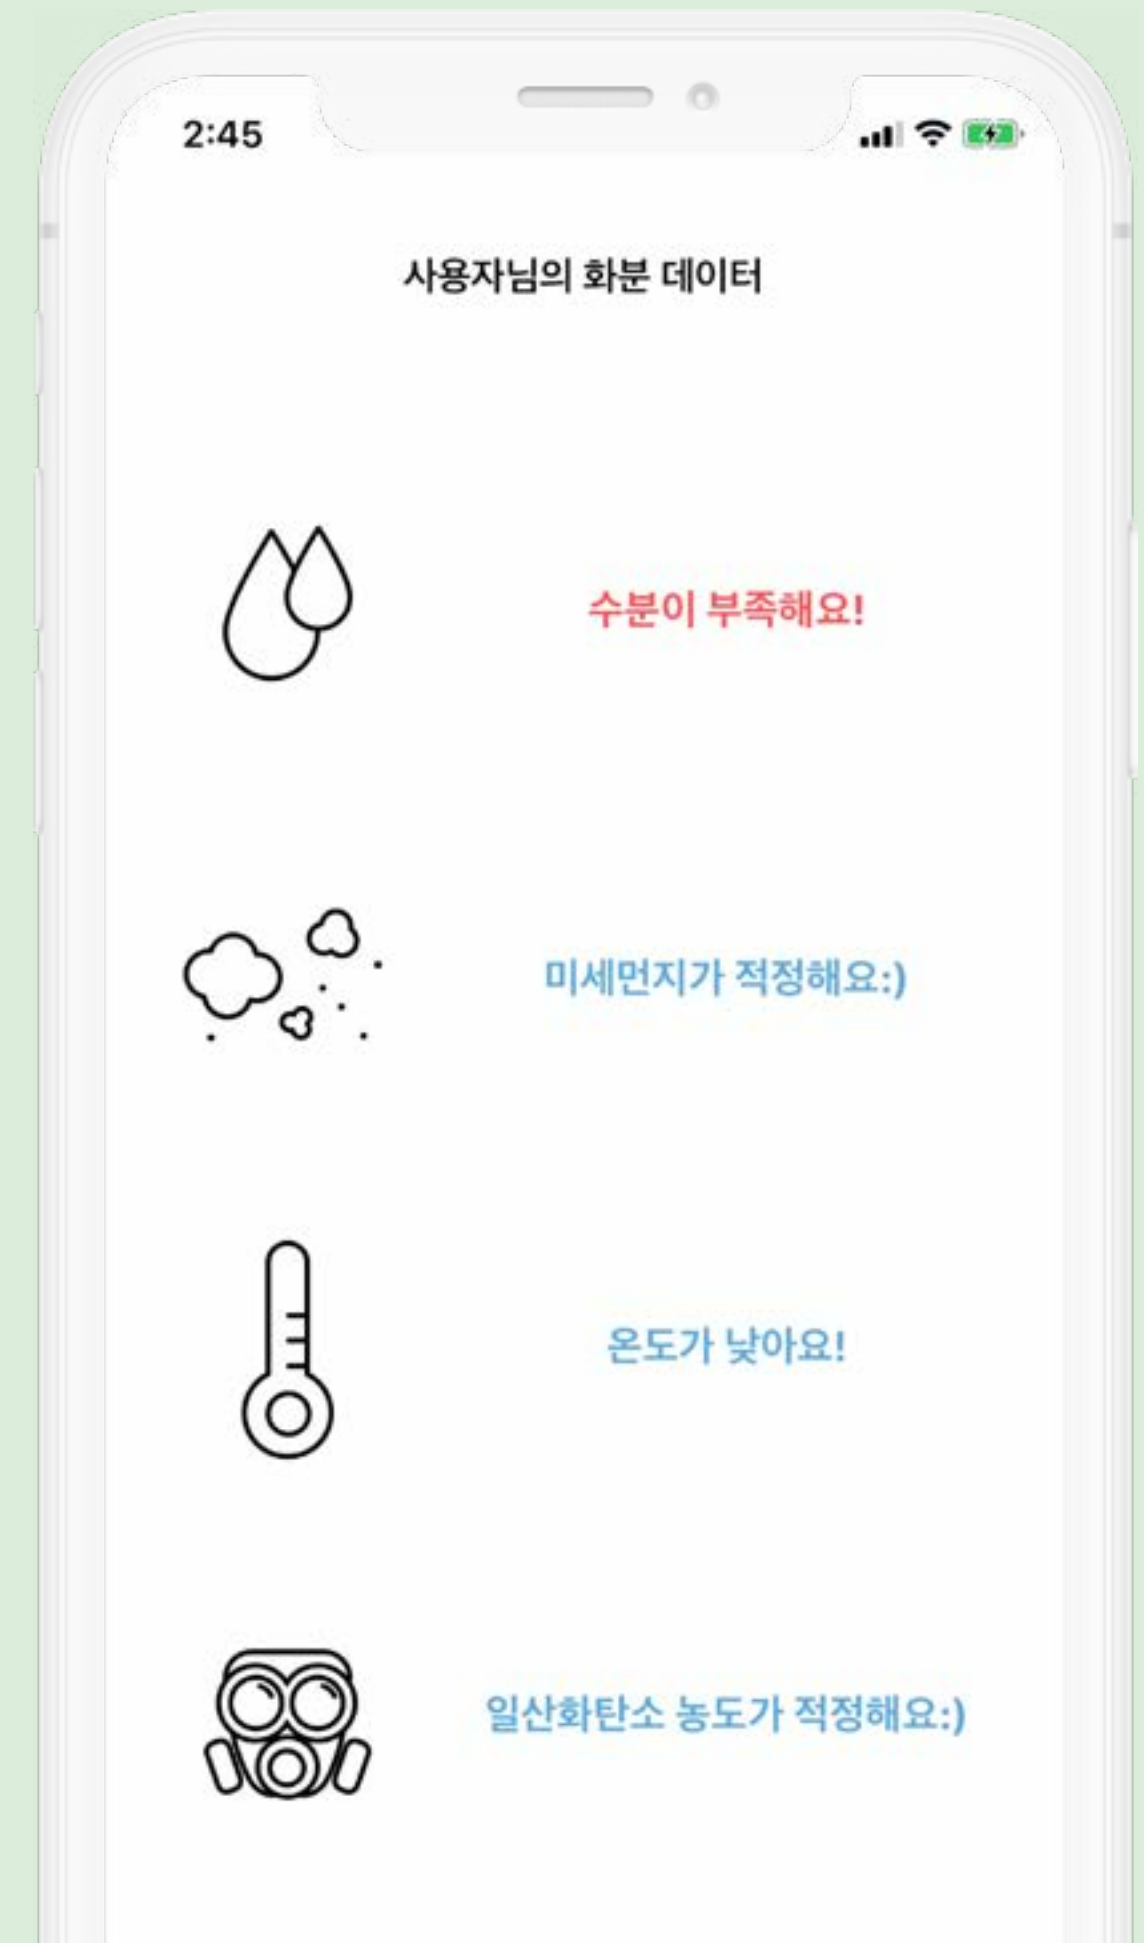 2:45
사용자님의 화분 데이터
수분이 부족해요!
미세먼지가 적정해요:)
온도가 낮아요!
일산화탄소 농도가 적정해요:)